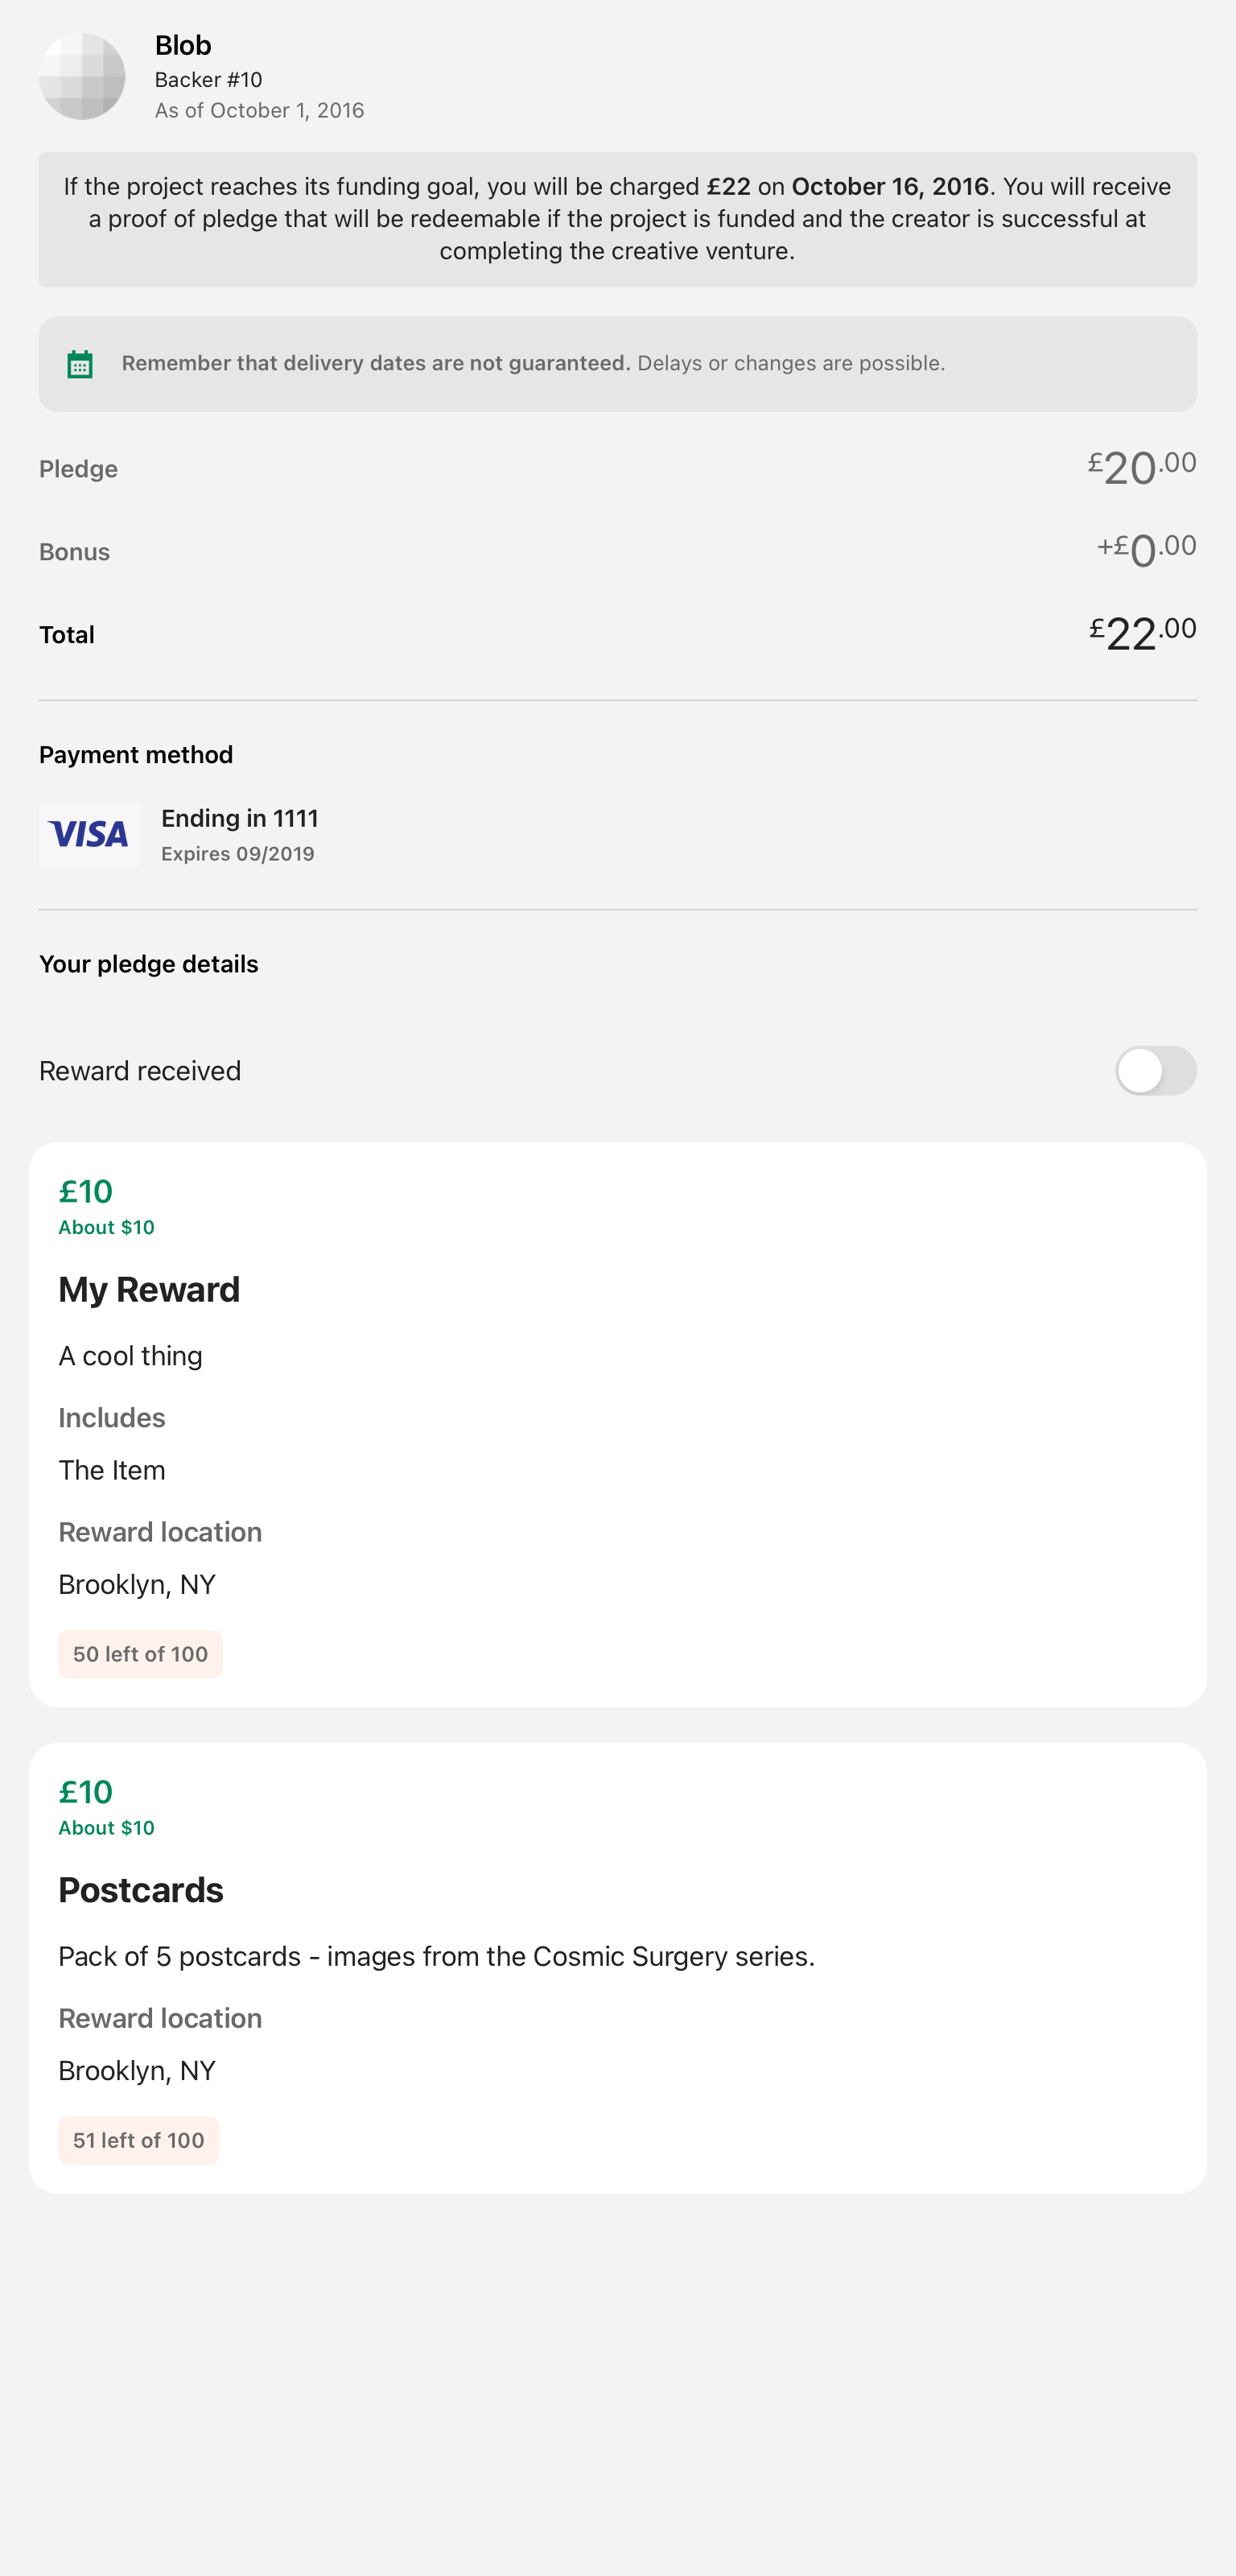 Blob
Backer #10
As of October 1, 2016
If the project reaches its funding goal, you will be charged £22 on October 16, 2016. You will receive
a proof of pledge that will be redeemable if the project is funded and the creator is successful at
completing the creative venture.
Remember that delivery dates are not guaranteed. Delays or changes are possible.
Pledge £20.00
Bonus +£0.00
Total £22.00
Payment method
VISA
Ending in 1111
Expires 09/2019
Your pledge details
Reward received
£10
About $10
My Reward
A cool thing
Includes
The Item
Reward location
Brooklyn, NY
50 left of 100
£10
About $10
Postcards
Pack of 5 postcards - images from the Cosmic Surgery series.
Reward location
Brooklyn, NY
51 left of 100